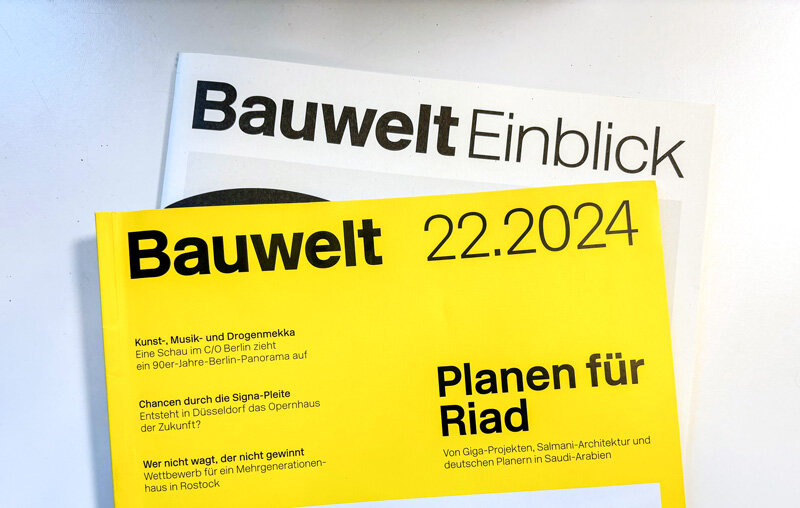 Bauwelt Einblick
Bauwelt 22.2024
Kunst-, Musik- und Drogenmekka
Eine Schau im C/O Berlin zieht
ein 90er-Jahre-Berlin-Panorama auf
Chancen durch die Signa-Pleite
Entsteht in Düsseldorf das Opernhaus
der Zukunft?
Wer nicht wagt, der nicht gewinnt
Wettbewerb für ein Mehrgenerationen-
haus in Rostock
Planen für
Riad
Von Giga-Projekten, Salmani-Architektur und
deutschen Planern in Saudi-Arabien